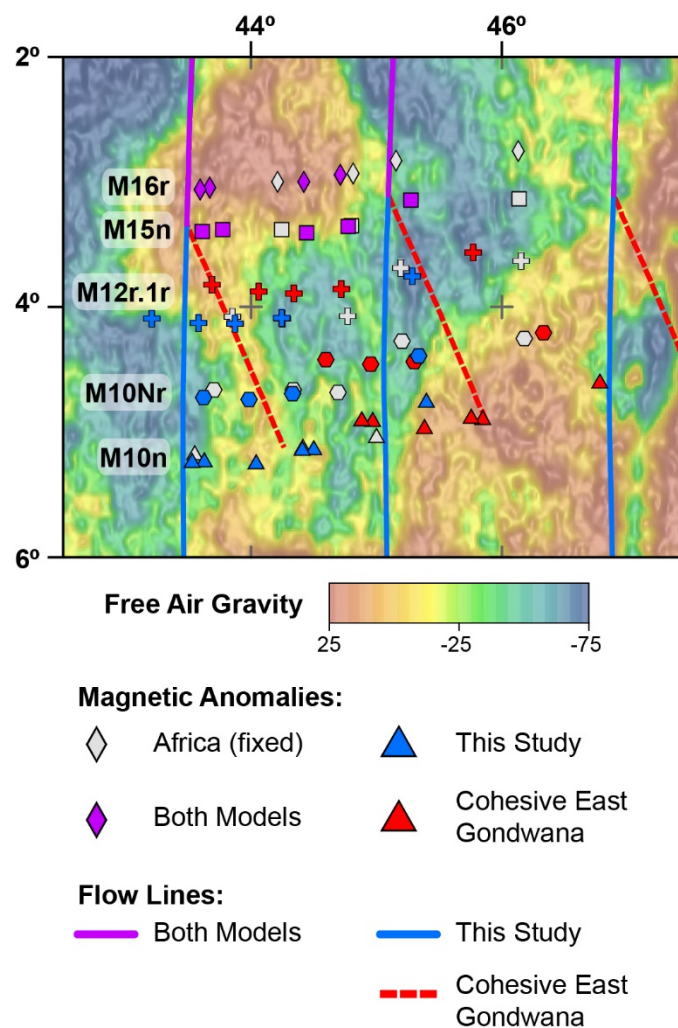 44º 46º
2º
M16r
M15n
M12r.1r
4º
M10Nr
M10n
6º
Free Air Gravity
25 -25 -75
Magnetic Anomalies:
Africa (fixed) This Study
Both Models Cohesive East
Gondwana
Flow Lines:
Both Models This Study
Cohesive East
Gondwana